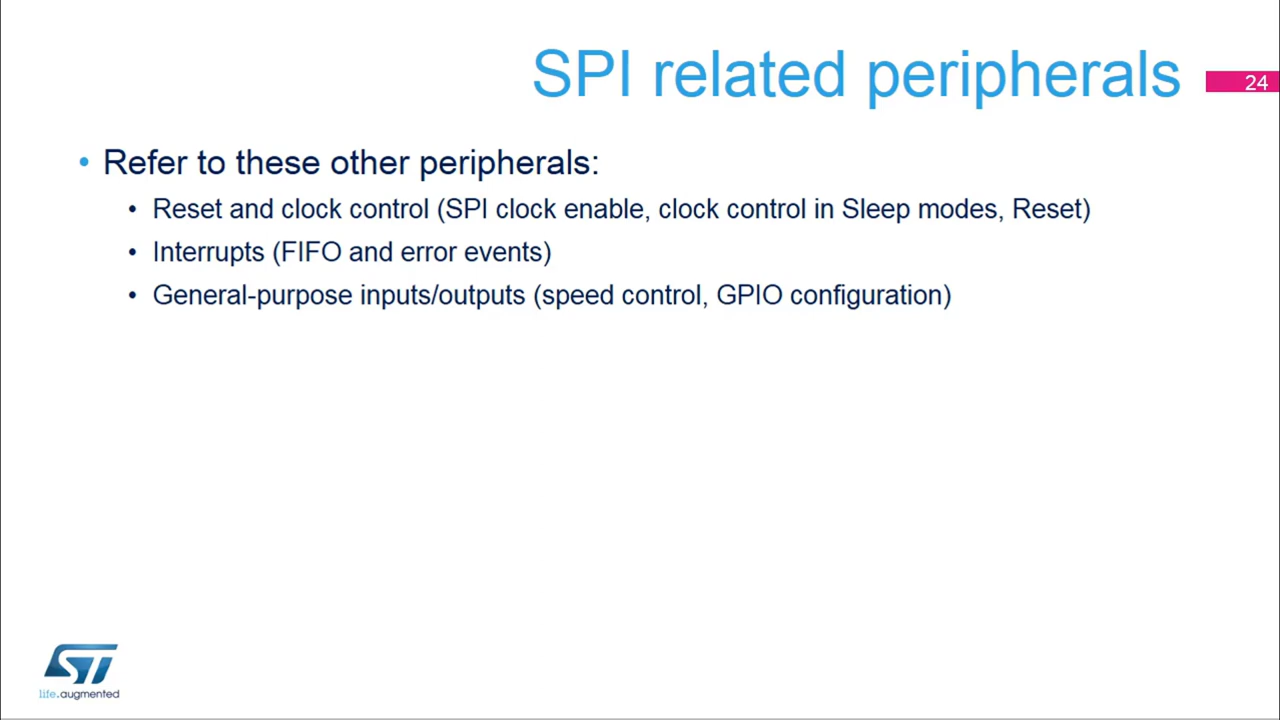 SPI related peripherals
24
• Refer to these other peripherals:
• Reset and clock control (SPI clock enable, clock control in Sleep modes, Reset)
• Interrupts (FIFO and error events)
• General-purpose inputs/outputs (speed control, GPIO configuration)
ST
life.augmented